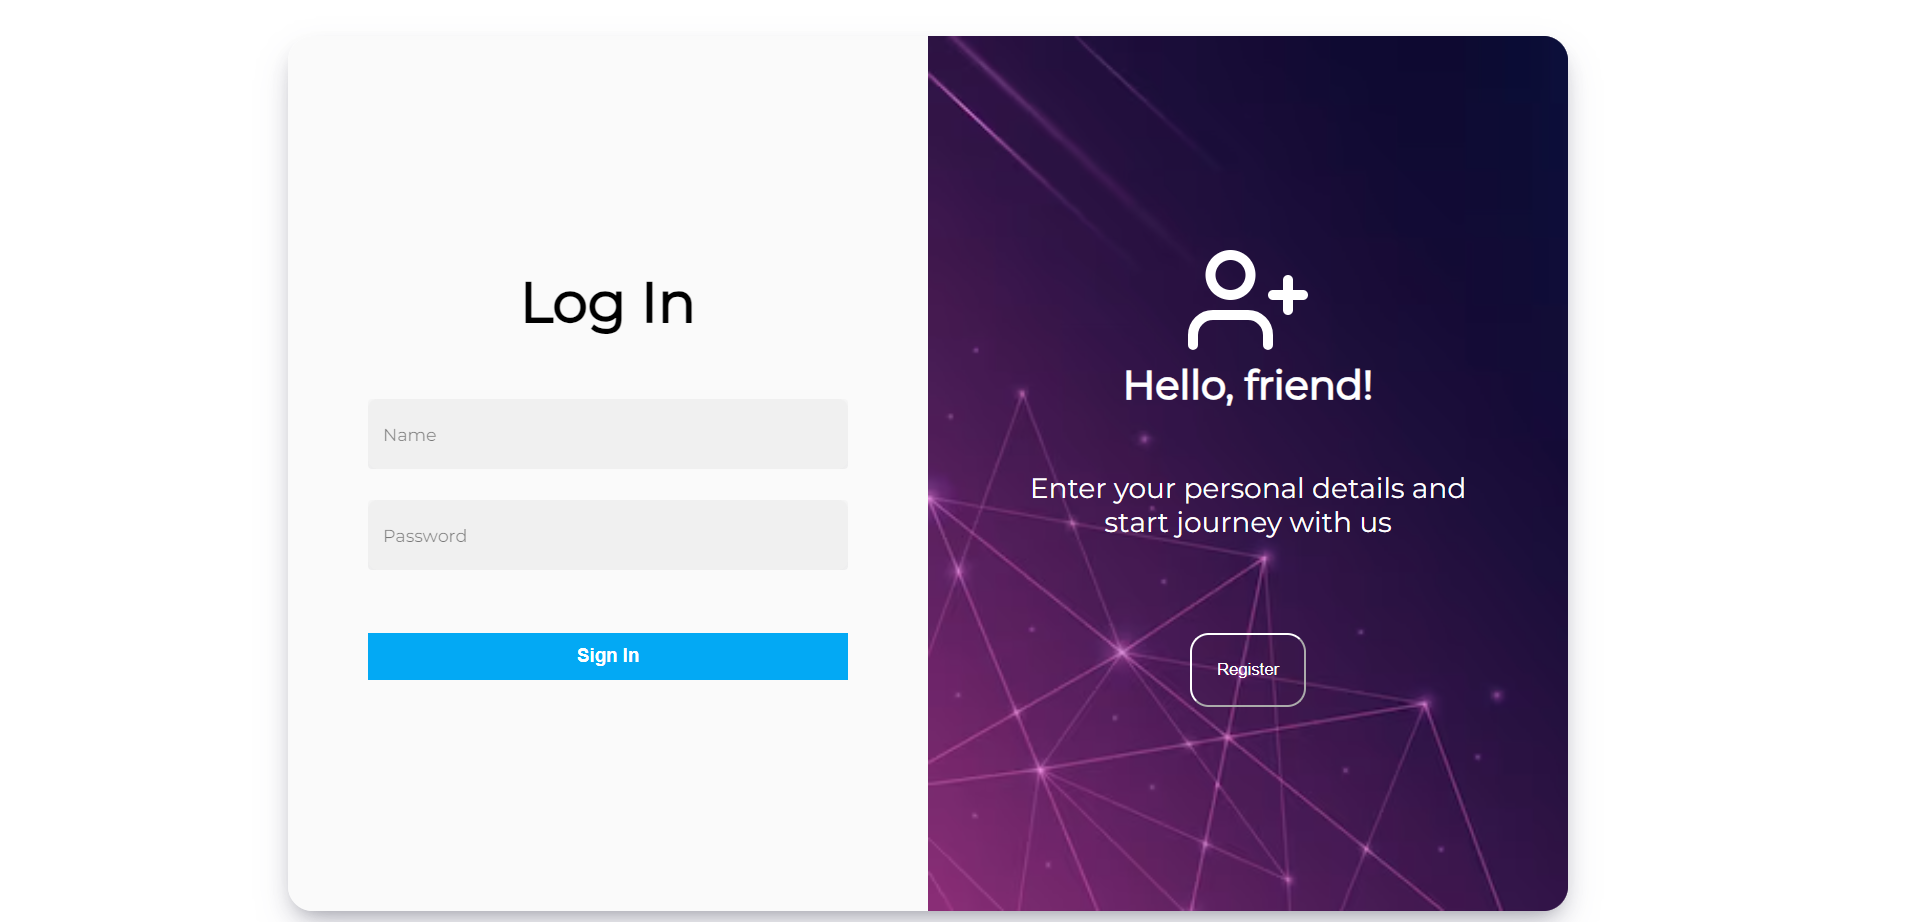 Log In
Name
Password
Sign In
Hello, friend!
Enter your personal details and
start journey with us
Register